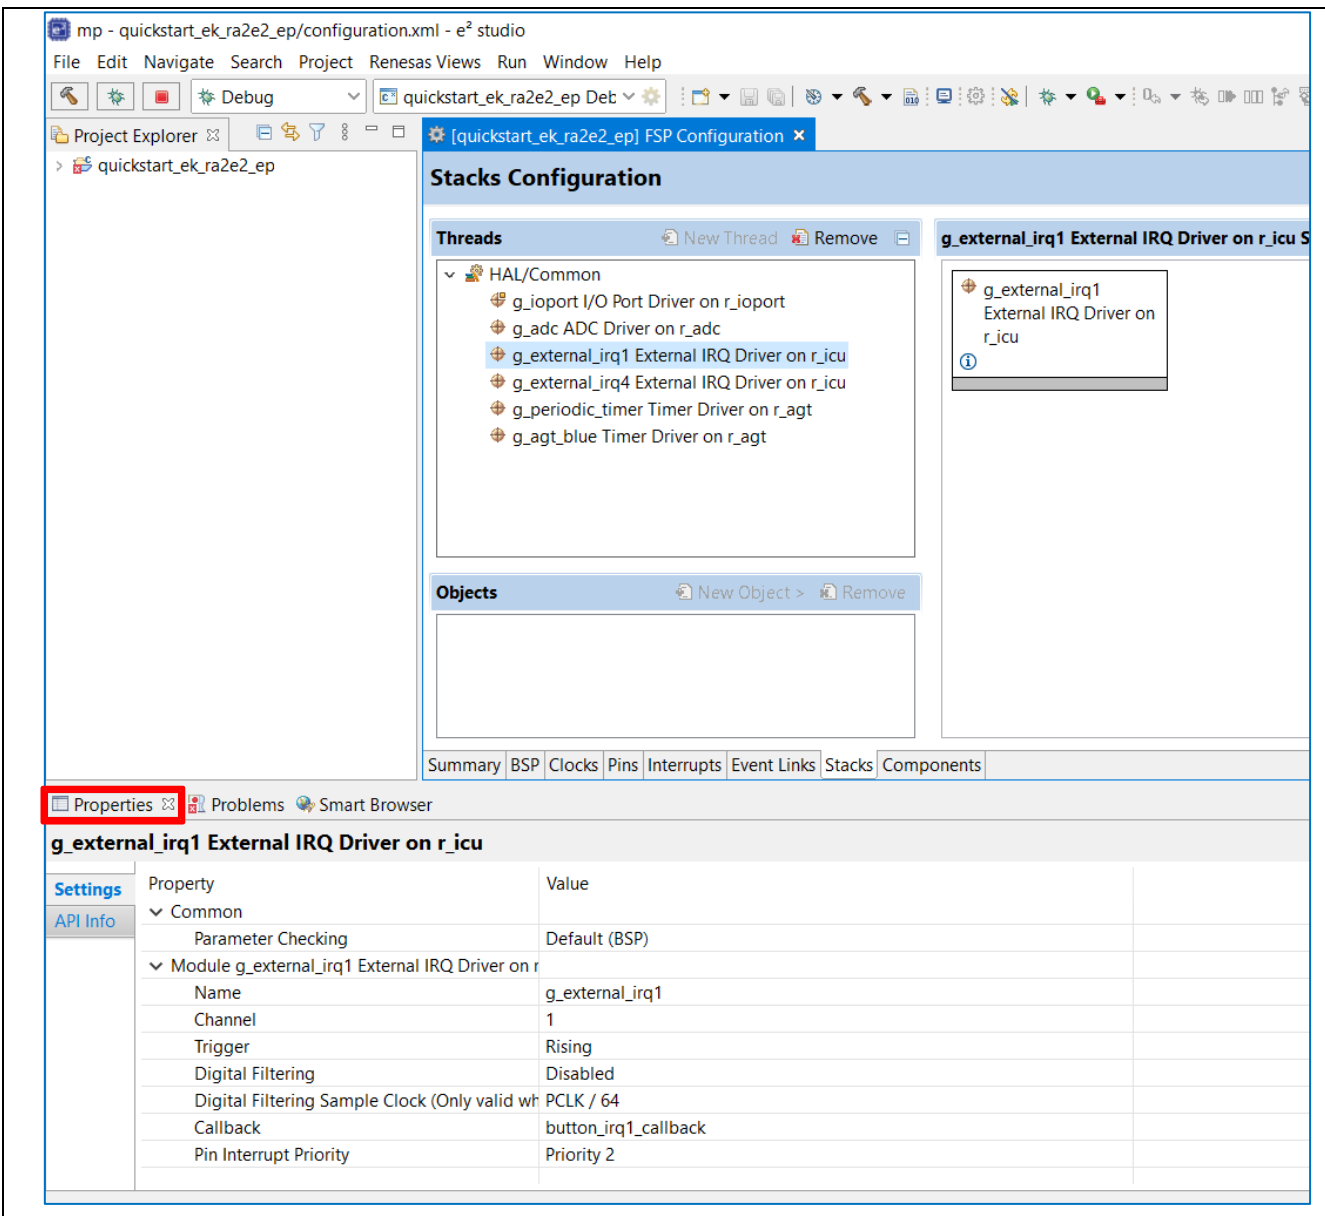 mp - quickstart_ek_ra2e2_ep/configuration.xml - e² studio
File Edit Navigate Search Project Renesas Views Run Window Help
Debug quickstart_ek_ra2e2_ep Deb
Project Explorer
[quickstart_ek_ra2e2_ep] FSP Configuration
quickstart_ek_ra2e2_ep
Stacks Configuration
Threads New Thread Remove
HAL/Common
g_ioport I/O Port Driver on r_ioport
g_adc ADC Driver on r_adc
g_external_irq1 External IRQ Driver on r_icu
g_external_irq4 External IRQ Driver on r_icu
g_periodic_timer Timer Driver on r_agt
g_agt_blue Timer Driver on r_agt
g_external_irq1 External IRQ Driver on r_icu S
g_external_irq1
External IRQ Driver on
r_icu
Objects New Object > Remove
Summary BSP Clocks Pins Interrupts Event Links Stacks Components
Properties Problems Smart Browser
g_external_irq1 External IRQ Driver on r_icu
Settings
API Info
Property Value
Common
Parameter Checking Default (BSP)
Module g_external_irq1 External IRQ Driver on r
Name g_external_irq1
Channel 1
Trigger Rising
Digital Filtering Disabled
Digital Filtering Sample Clock (Only valid wh PCLK / 64
Callback button_irq1_callback
Pin Interrupt Priority Priority 2